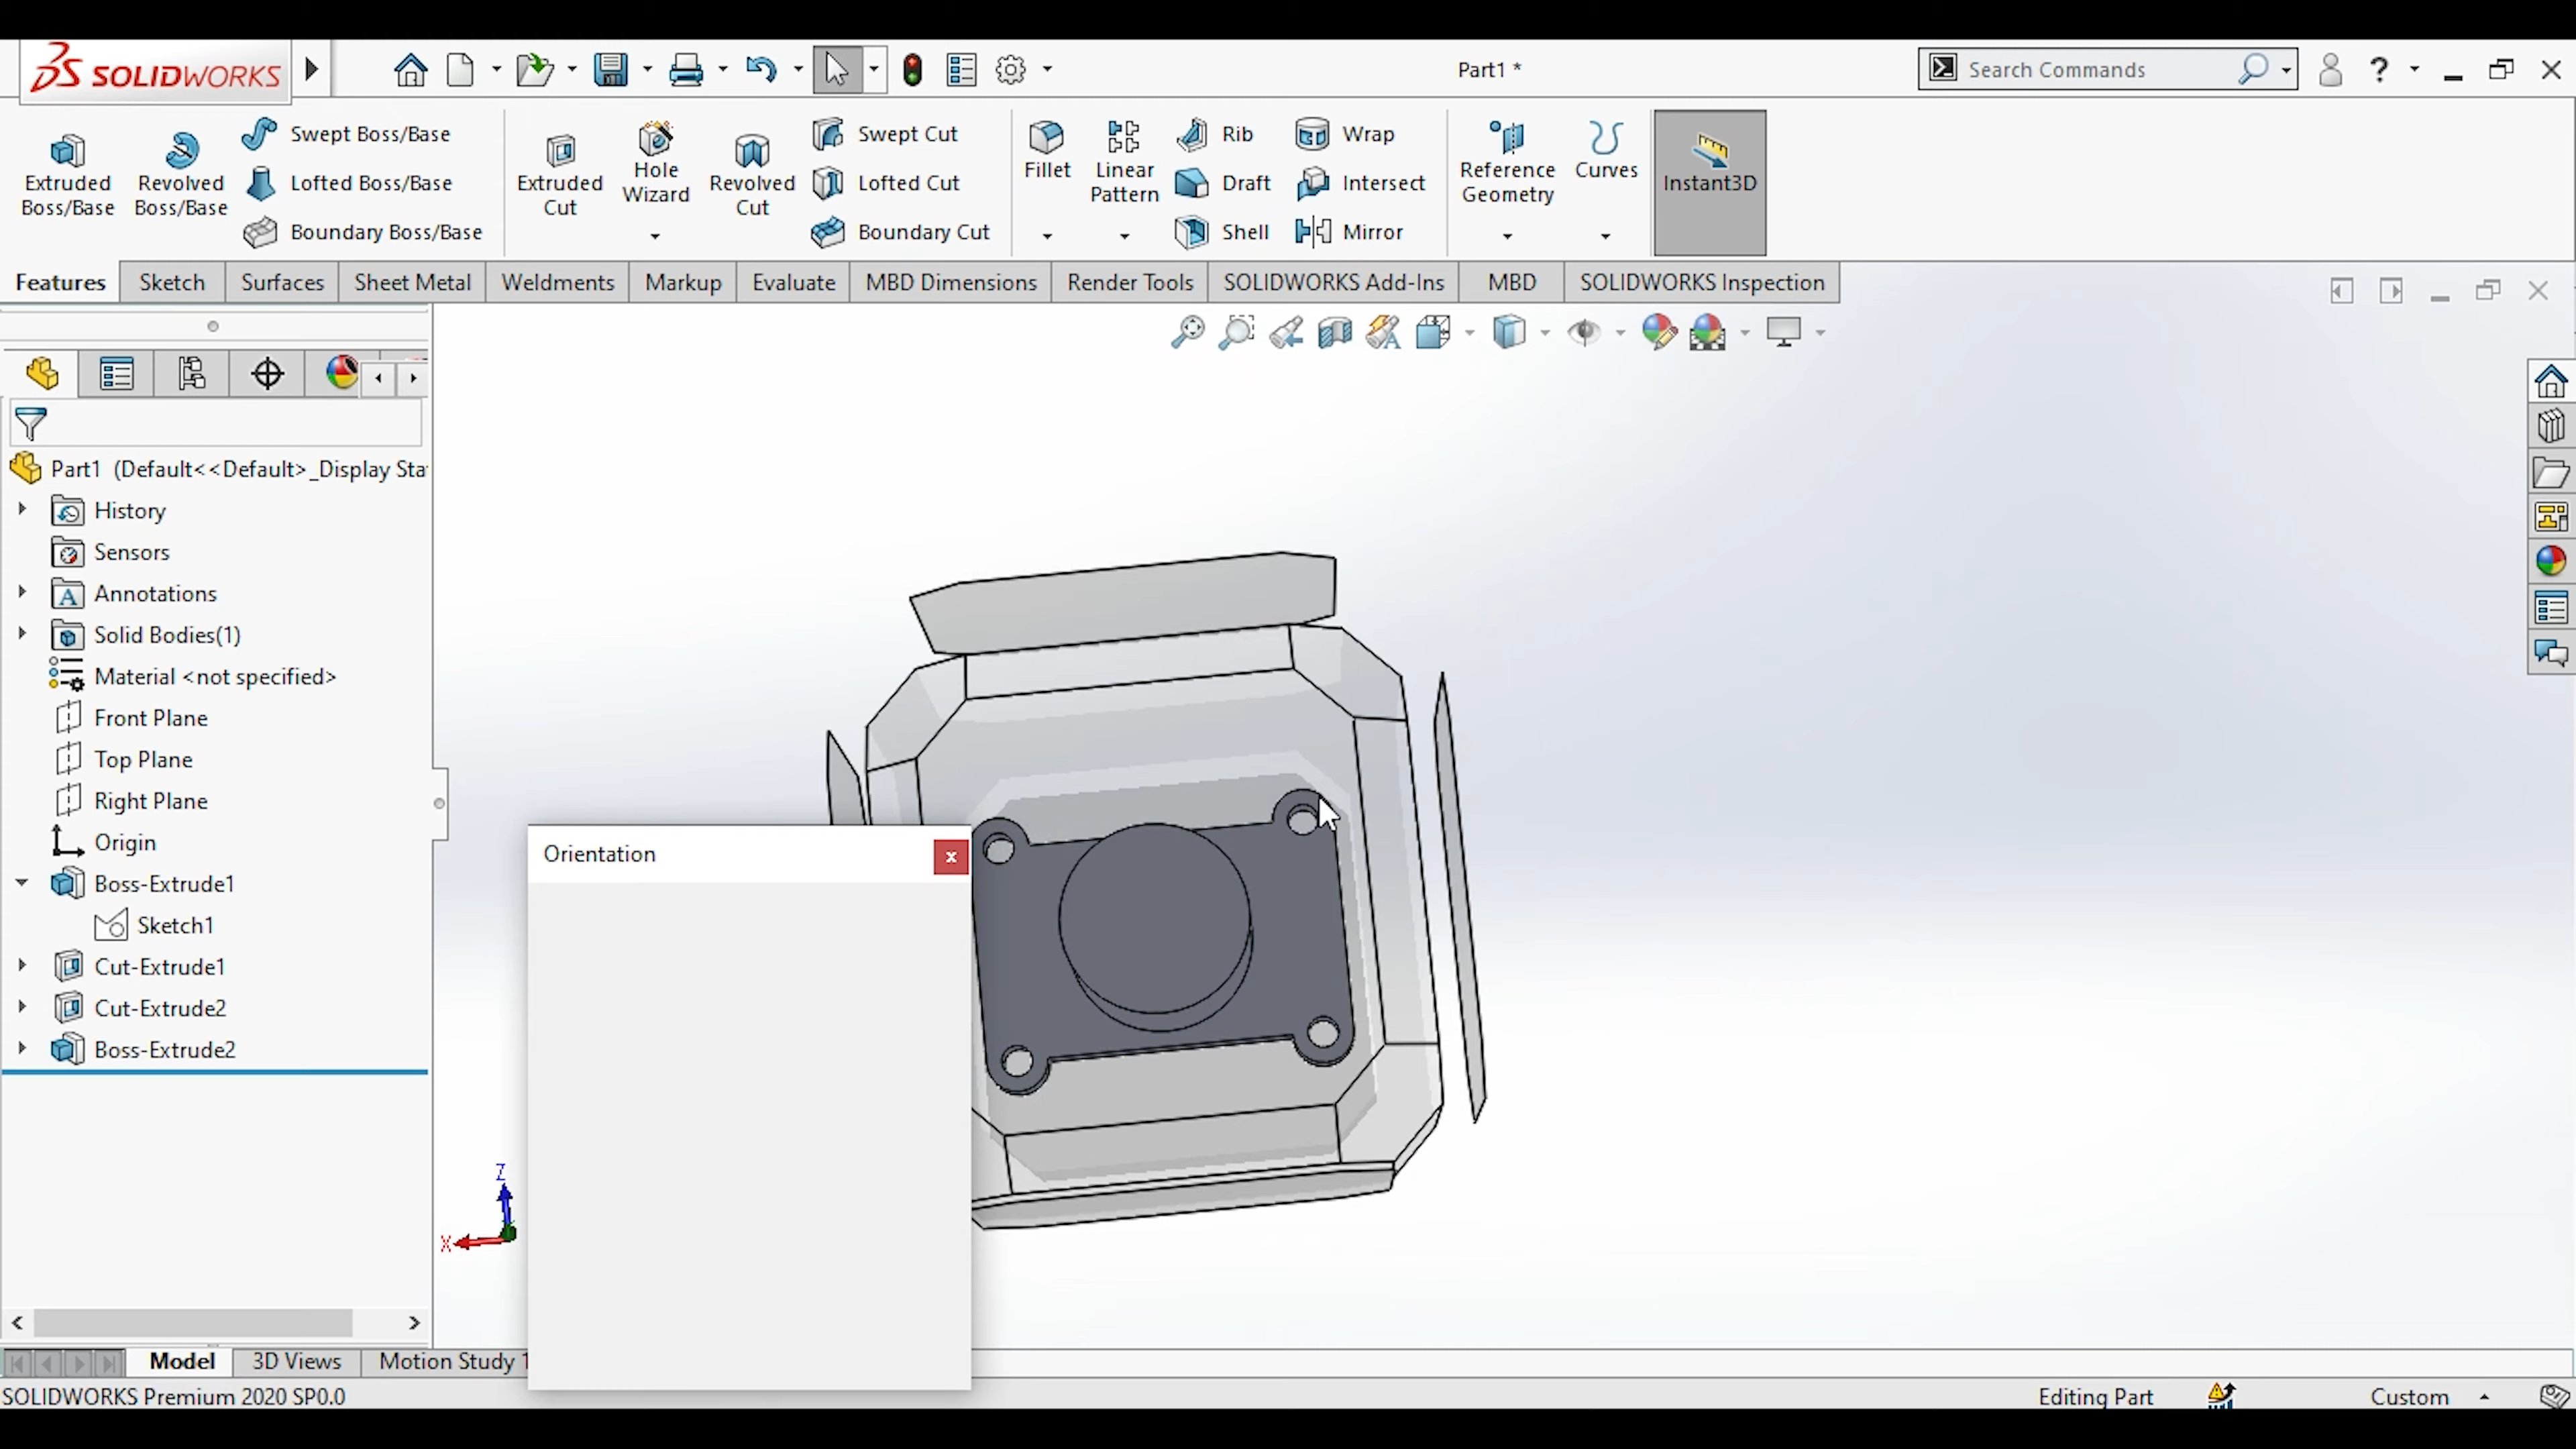 SOLIDWORKS
Part1 *
Search Commands
?
Extruded Boss/Base
Revolved Boss/Base
Swept Boss/Base
Lofted Boss/Base
Boundary Boss/Base
Extruded Cut
Hole Wizard
Revolved Cut
Swept Cut
Lofted Cut
Boundary Cut
Fillet
Linear Pattern
Rib
Draft
Shell
Wrap
Intersect
Mirror
Reference Geometry
Curves
Instant3D
Features
Sketch
Surfaces
Sheet Metal
Weldments
Markup
Evaluate
MBD Dimensions
Render Tools
SOLIDWORKS Add-Ins
MBD
SOLIDWORKS Inspection
Part1 (Default<<Default>_Display Sta
History
Sensors
A Annotations
Solid Bodies(1)
Material <not specified>
Front Plane
Top Plane
Right Plane
Origin
Boss-Extrude1
Sketch1
Cut-Extrude1
Cut-Extrude2
Boss-Extrude2
Orientation
x
Z
X
Model
3D Views
Motion Study 1
SOLIDWORKS Premium 2020 SP0.0
Editing Part
Custom